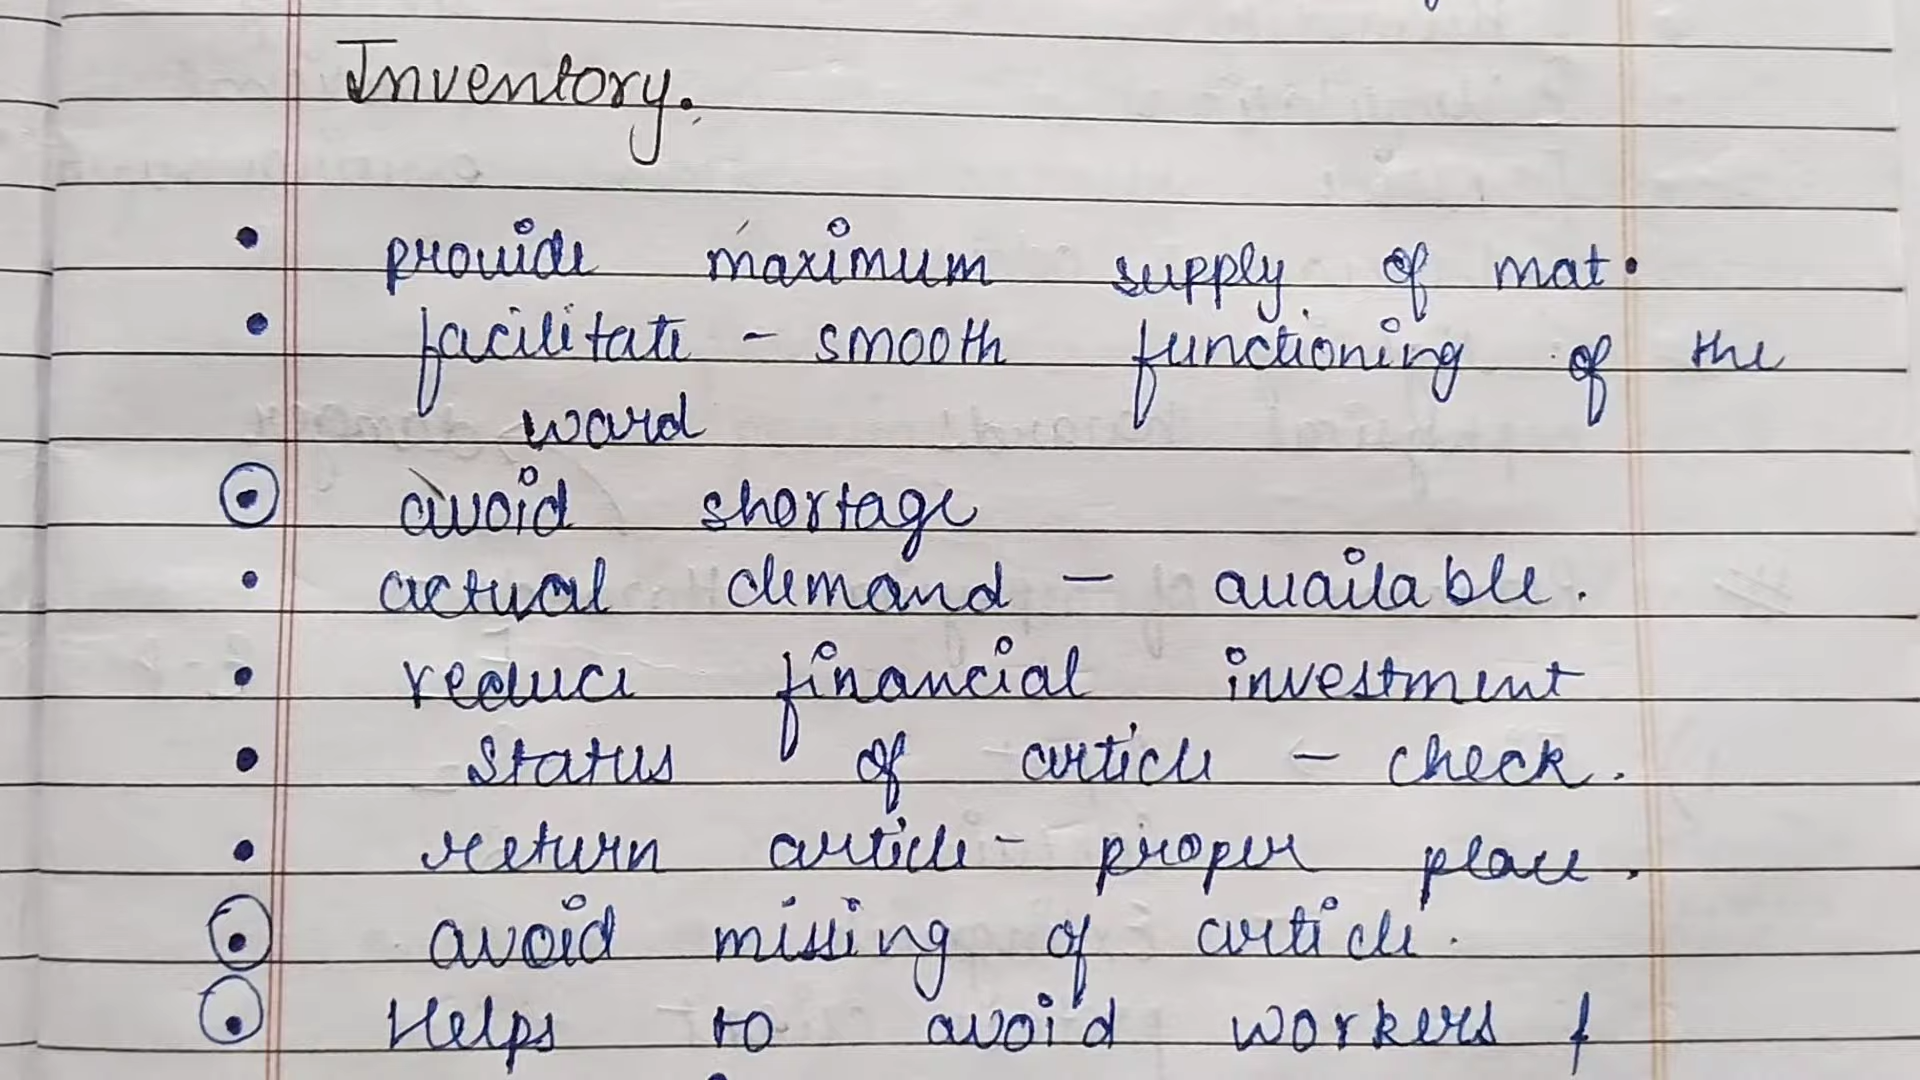 Inventory.
• provide maximum supply of mat.
• facilitate - smooth functioning of the
ward
• avoid shortage
• actual demand - available.
• reduce financial investment
• Status of article - check.
• return article - proper place.
• avoid missing of article.
• Helps to avoid workers